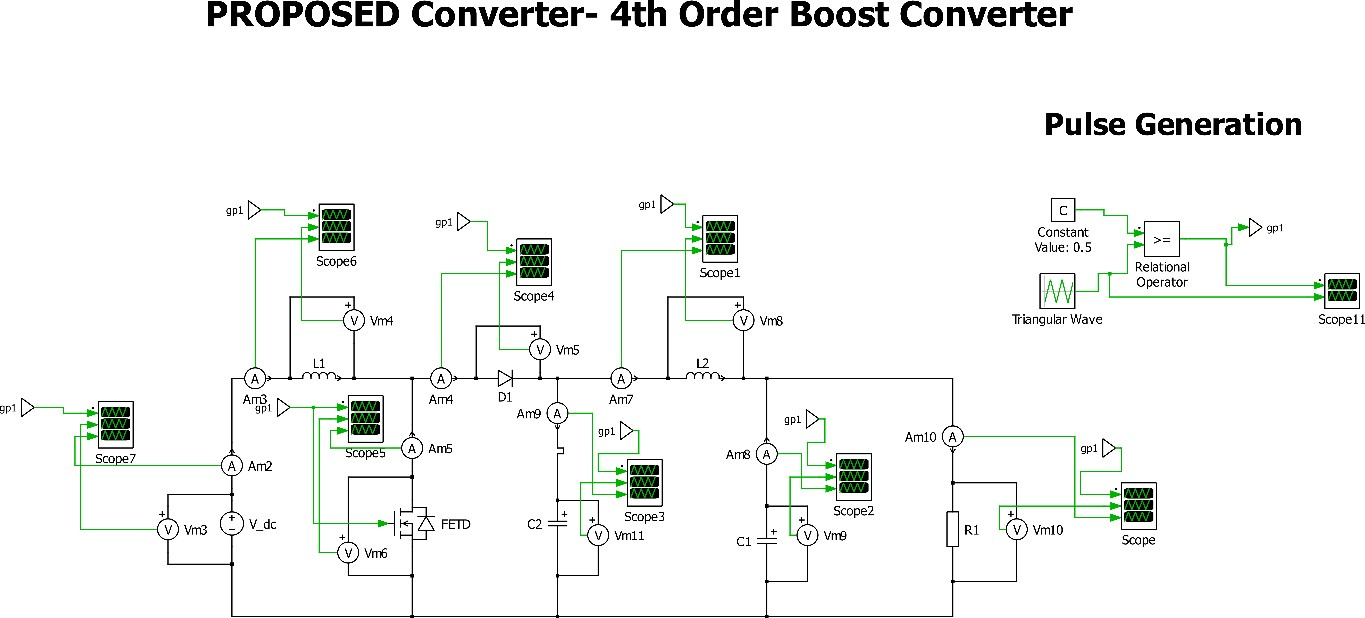 PROPOSED Converter- 4th Order Boost Converter
Pulse Generation
gp1
Scope6
gp1
Scope4
gp1
Scope1
C
Constant
Value: 0.5
>=
Relational
Operator
gp1
Triangular Wave
Scope11
V
Vm4
V
Vm5
V
Vm8
A
Am3
L1
A
Am4
D1
A
Am7
L2
gp1
Scope7
gp1
Scope5
A
Am2
A
Am5
Am9
A
gp1
Scope3
Am8
A
gp1
Scope2
Am10
A
gp1
Scope
V
Vm3
V_dc
V
Vm6
FETD
C2
V
Vm11
C1
V
Vm9
R1
V
Vm10